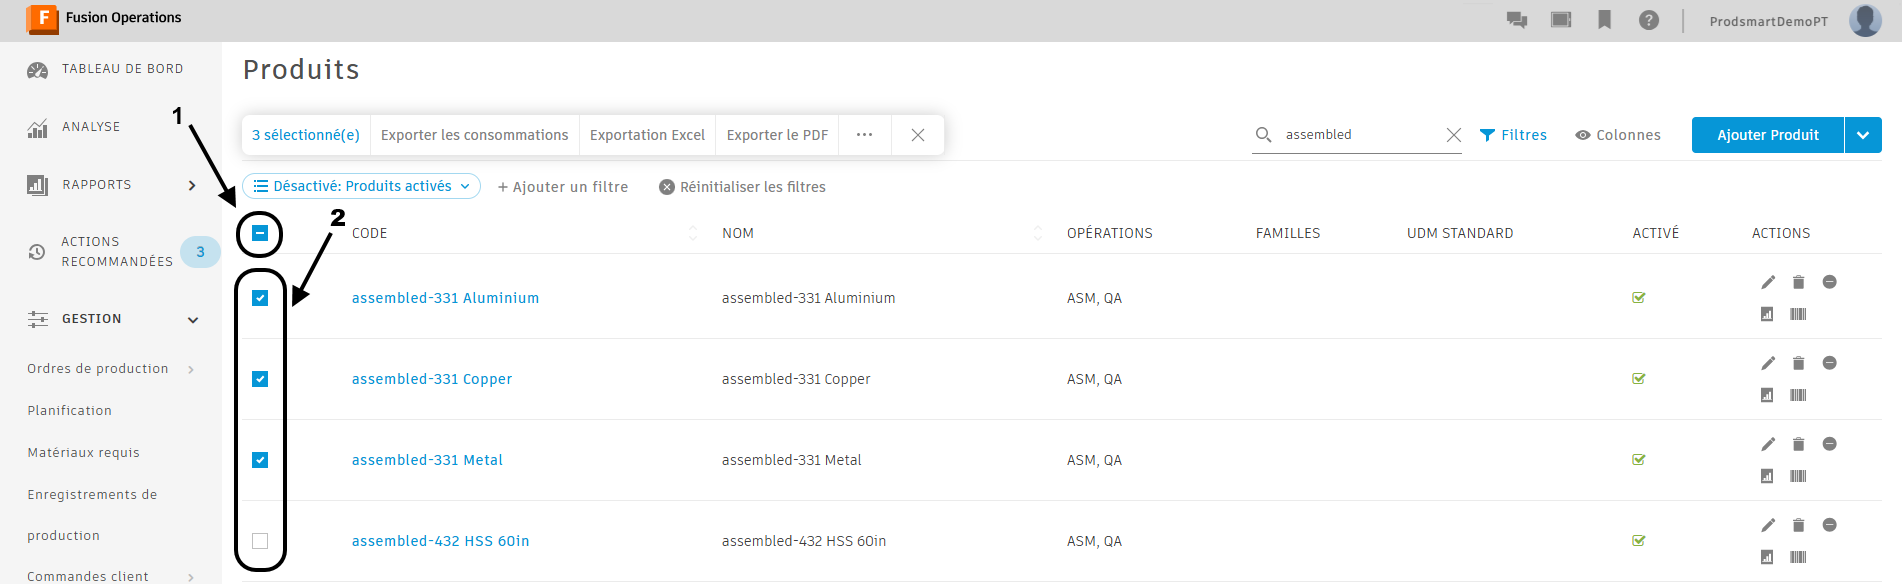 F Fusion Operations
ProdsmartDemoPT
TABLEAU DE BORD
ANALYSE
RAPPORTS
ACTIONS
RECOMMANDÉES
3
GESTION
Ordres de production
Planification
Matériaux requis
Enregistrements de
production
Commandes client
Produits
1
3 sélectionné(e) Exporter les consommations Exportation Excel Exporter le PDF ...
assembled
Filtres
Colonnes
Ajouter Produit
Désactivé: Produits activés + Ajouter un filtre Réinitialiser les filtres
2
CODE NOM OPÉRATIONS FAMILLES UDM STANDARD ACTIVÉ ACTIONS
assembled-331 Aluminium assembled-331 Aluminium ASM, QA
assembled-331 Copper assembled-331 Copper ASM, QA
assembled-331 Metal assembled-331 Metal ASM, QA
assembled-432 HSS 60in assembled-432 HSS 60in ASM, QA